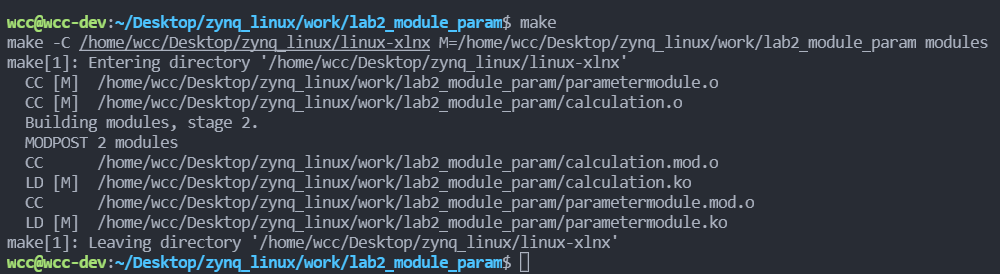 wcc@wcc-dev:~/Desktop/zynq_linux/work/lab2_module_param$ make
make -C /home/wcc/Desktop/zynq_linux/linux-xlnx M=/home/wcc/Desktop/zynq_linux/work/lab2_module_param modules
make[1]: Entering directory '/home/wcc/Desktop/zynq_linux/linux-xlnx'
  CC [M]  /home/wcc/Desktop/zynq_linux/work/lab2_module_param/parametermodule.o
  CC [M]  /home/wcc/Desktop/zynq_linux/work/lab2_module_param/calculation.o
  Building modules, stage 2.
  MODPOST 2 modules
  CC      /home/wcc/Desktop/zynq_linux/work/lab2_module_param/calculation.mod.o
  LD [M]  /home/wcc/Desktop/zynq_linux/work/lab2_module_param/calculation.ko
  CC      /home/wcc/Desktop/zynq_linux/work/lab2_module_param/parametermodule.mod.o
  LD [M]  /home/wcc/Desktop/zynq_linux/work/lab2_module_param/parametermodule.ko
make[1]: Leaving directory '/home/wcc/Desktop/zynq_linux/linux-xlnx'
wcc@wcc-dev:~/Desktop/zynq_linux/work/lab2_module_param$